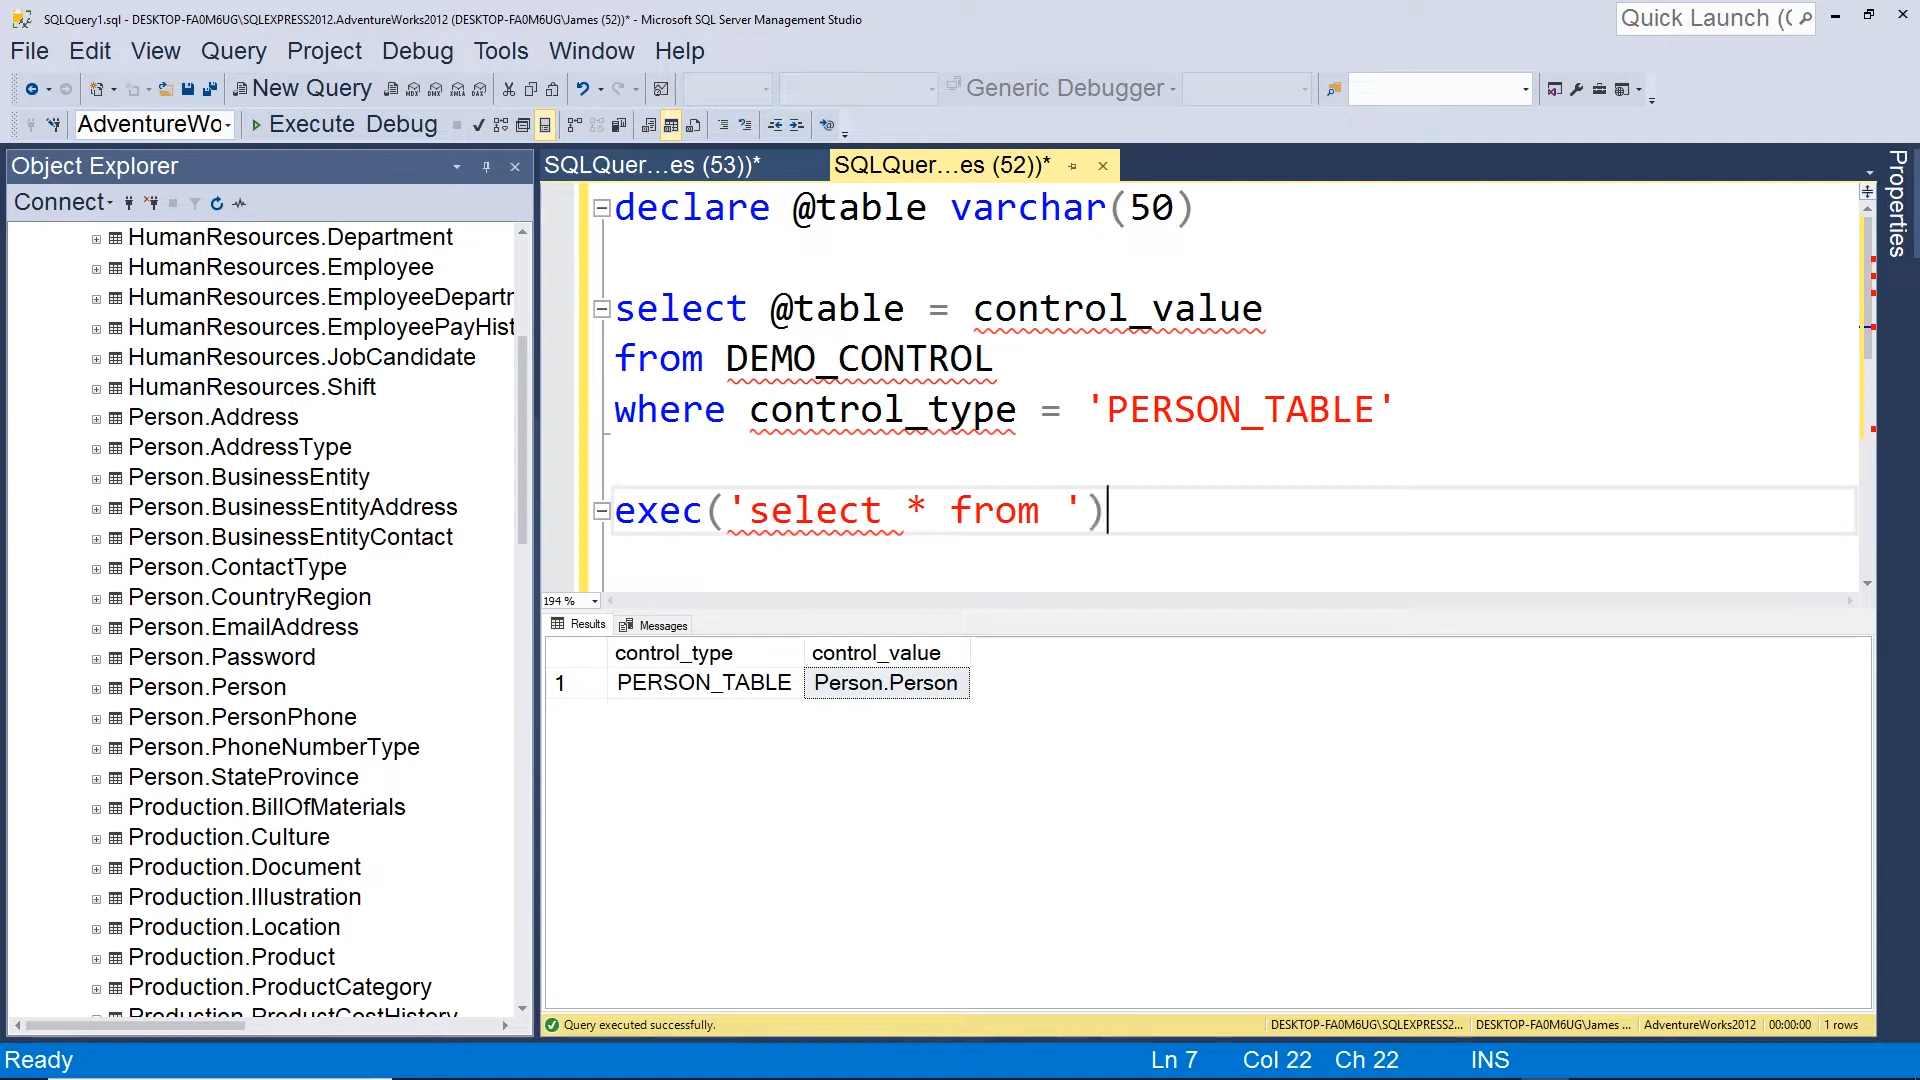 SQLQuery1.sql - DESKTOP-FA0M6UG\SQLEXPRESS2012.AdventureWorks2012 (DESKTOP-FA0M6UG\James (52))* - Microsoft SQL Server Management Studio
Quick Launch (
File Edit View Query Project Debug Tools Window Help
New Query Generic Debugger
AdventureWo Execute Debug
Object Explorer
SQLQuer...es (53))*
SQLQuer...es (52))*
Properties
Connect
HumanResources.Department
HumanResources.Employee
HumanResources.EmployeeDepartr
HumanResources.EmployeePayHist
HumanResources.JobCandidate
HumanResources.Shift
Person.Address
Person.AddressType
Person.BusinessEntity
Person.BusinessEntityAddress
Person.BusinessEntityContact
Person.ContactType
Person.CountryRegion
Person.EmailAddress
Person.Password
Person.Person
Person.PersonPhone
Person.PhoneNumberType
Person.StateProvince
Production.BillOfMaterials
Production.Culture
Production.Document
Production.Illustration
Production.Location
Production.Product
Production.ProductCategory
Production.ProductCostHistory
declare @table varchar(50)
select @table = control_value
from DEMO_CONTROL
where control_type = 'PERSON_TABLE'
exec('select * from ')
194 %
Results Messages
control_type control_value
1 PERSON_TABLE Person.Person
Query executed successfully.
DESKTOP-FA0M6UG\SQLEXPRESS2... DESKTOP-FA0M6UG\James ... AdventureWorks2012 00:00:00 1 rows
Ready Ln 7 Col 22 Ch 22 INS